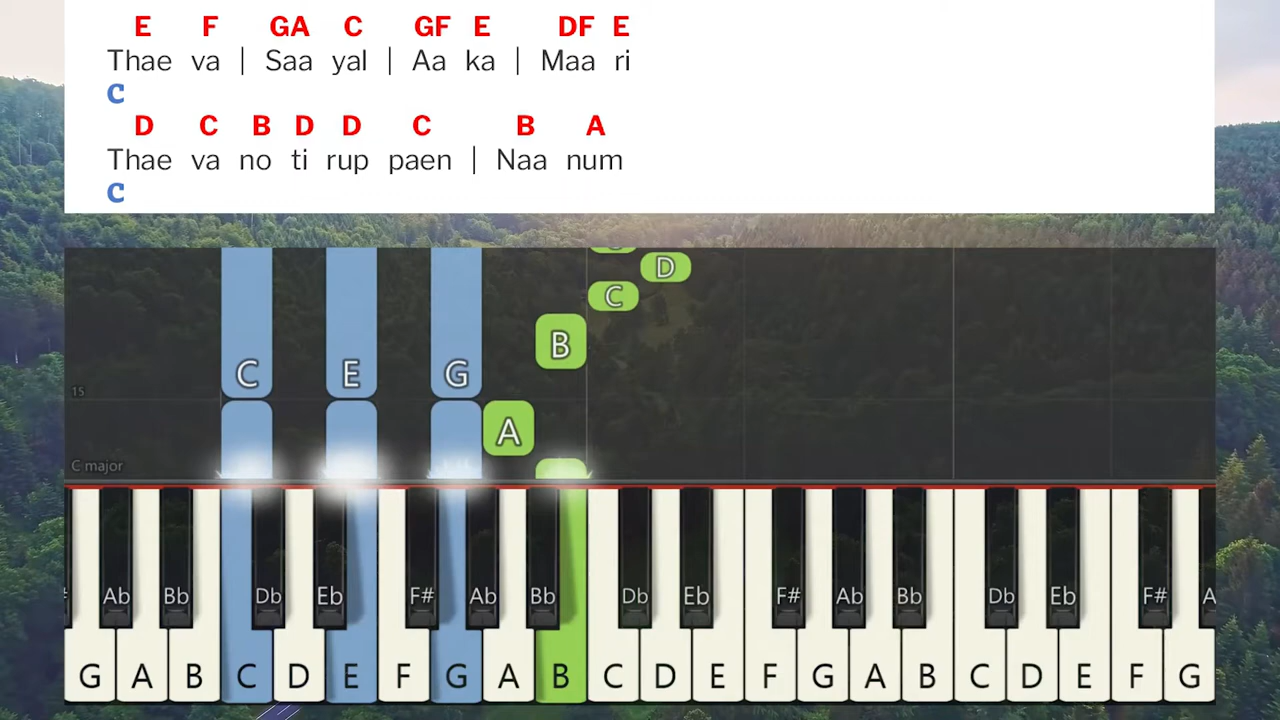 E F GA C GF E DF E
Thae va | Saa yal | Aa ka | Maa ri
C
D C B D D C B A
Thae va no ti rup paen | Naa num
C
D
C
B
C E G
15
A
C major
Ab Bb Db Eb F# Ab Bb Db Eb F# Ab Bb Db Eb F# A
G A B C D E F G A B C D E F G A B C D E F G